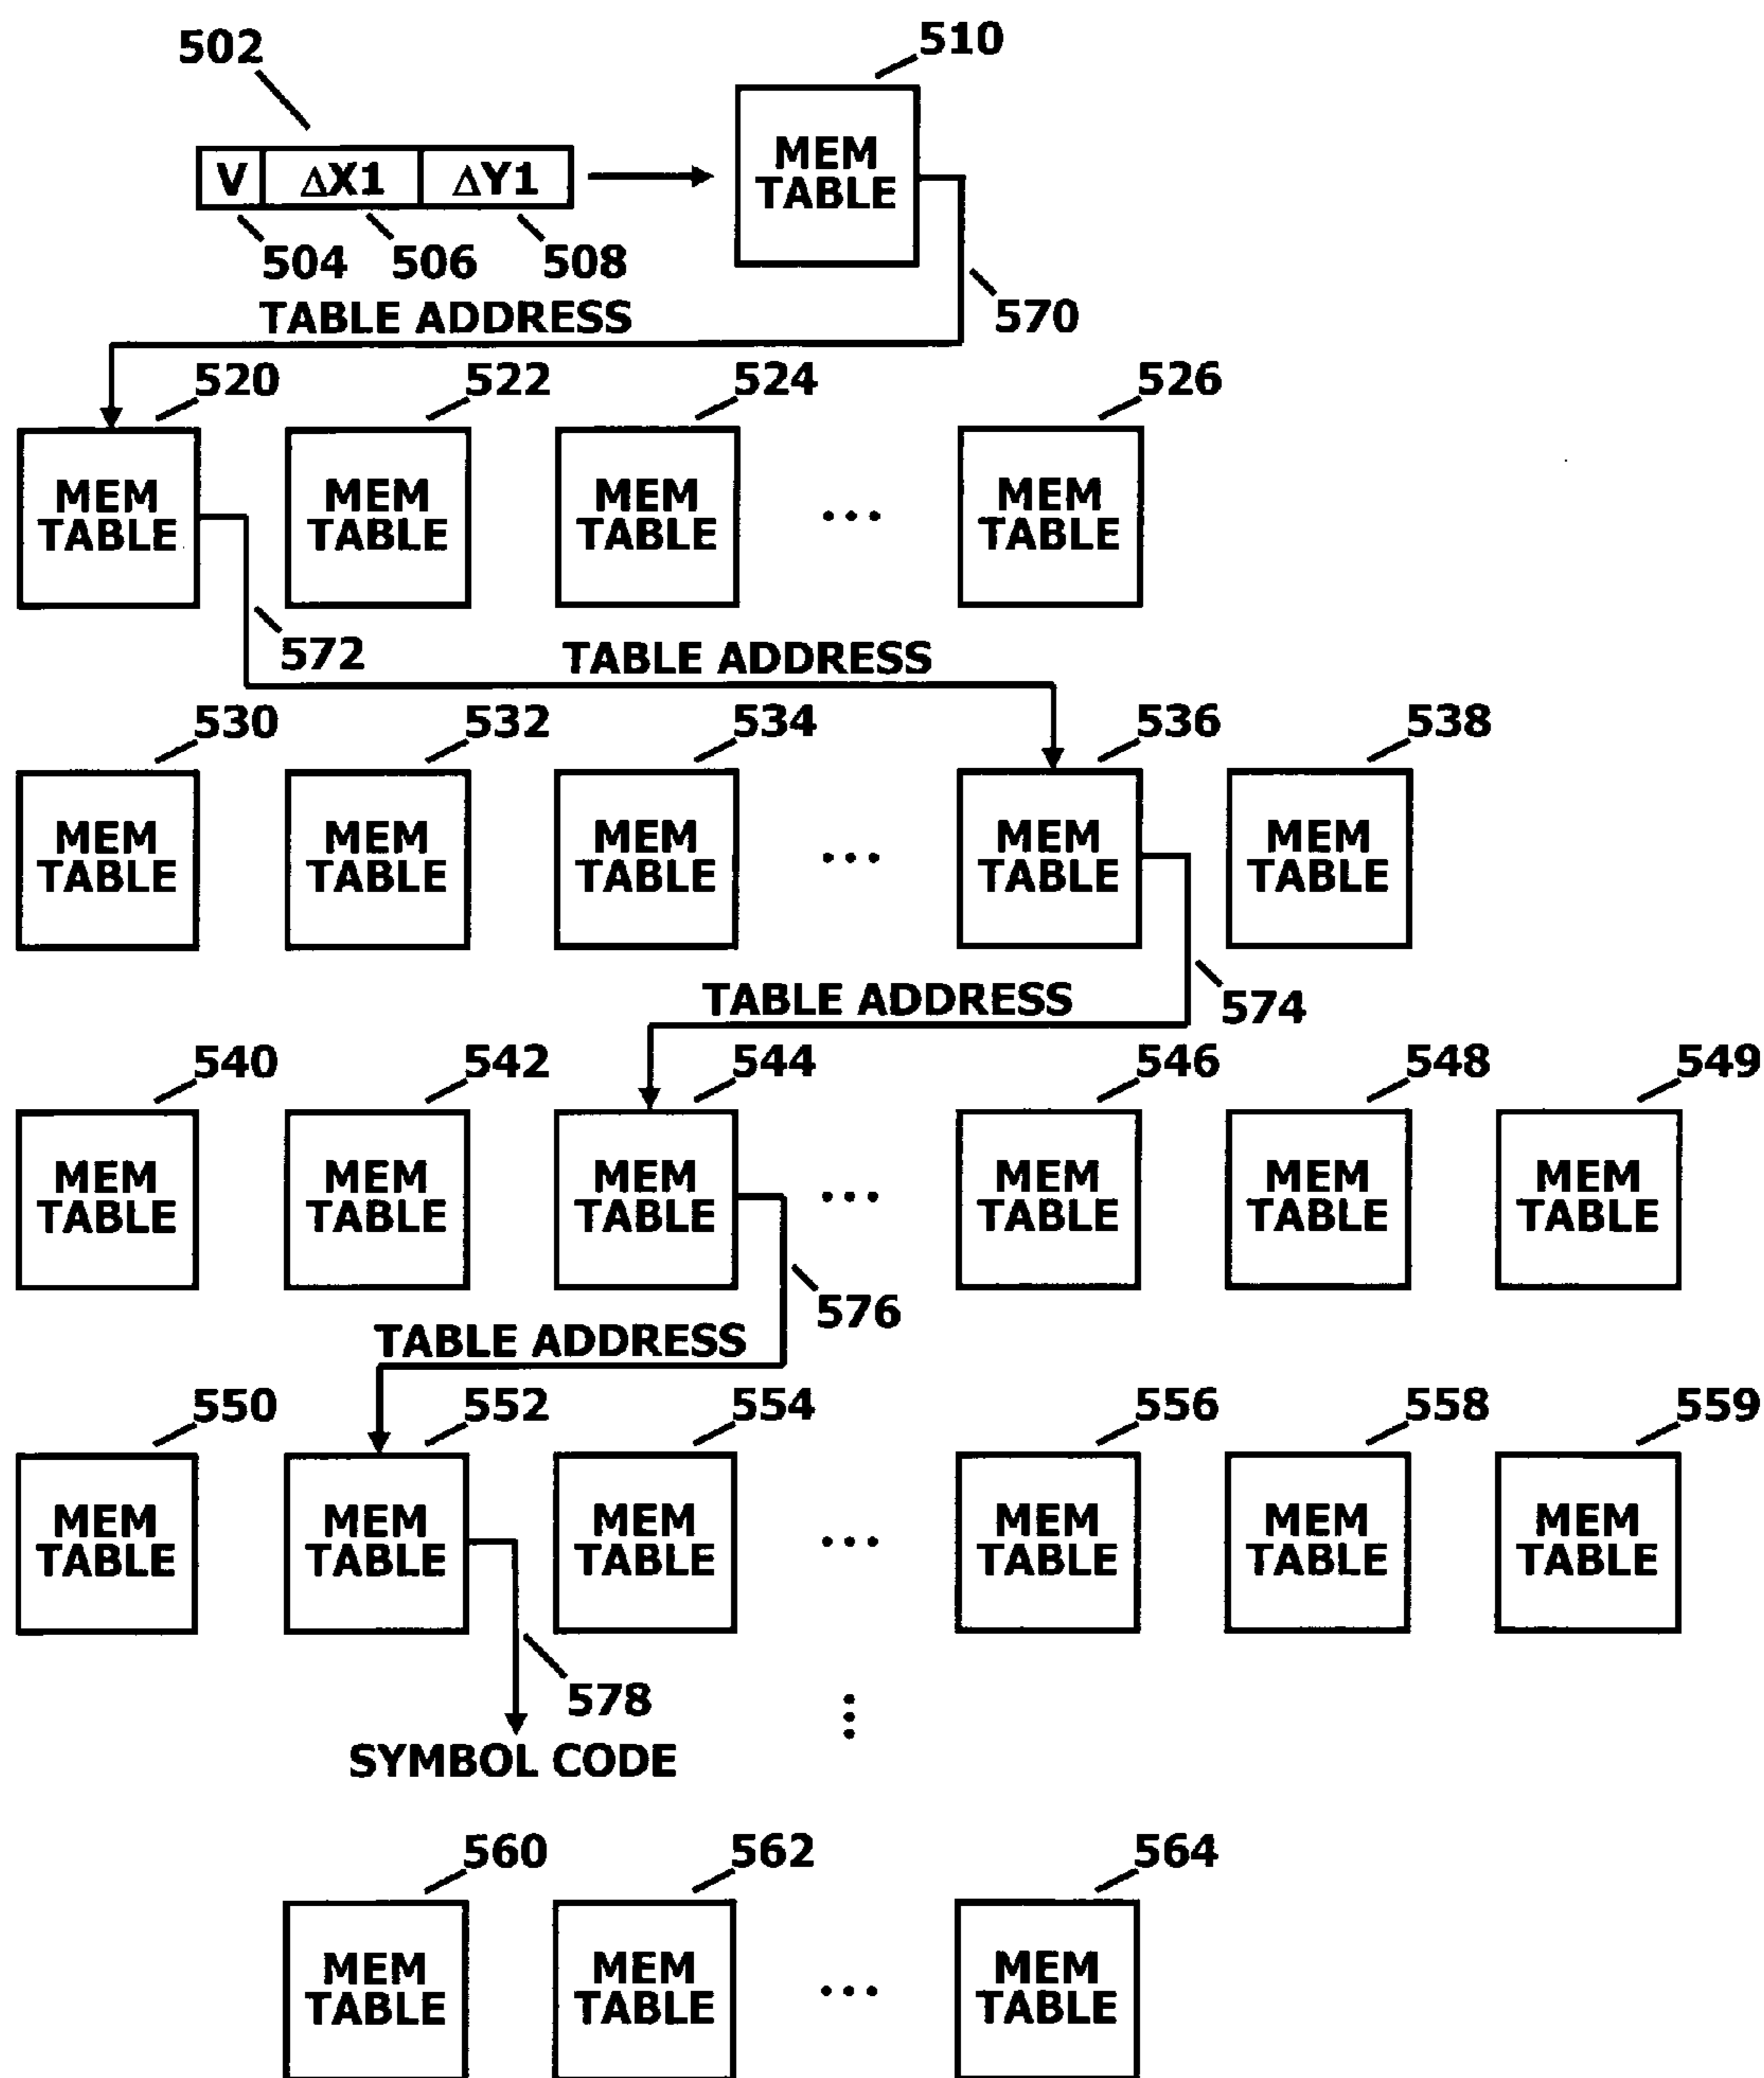 502
510
V ΔX1 ΔY1
MEM TABLE
504 506 508
570
TABLE ADDRESS
520 522 524 526
MEM TABLE MEM TABLE MEM TABLE ... MEM TABLE
572
TABLE ADDRESS
530 532 534 536 538
MEM TABLE MEM TABLE MEM TABLE ... MEM TABLE MEM TABLE
TABLE ADDRESS
574
540 542 544 546 548 549
MEM TABLE MEM TABLE MEM TABLE ... MEM TABLE MEM TABLE MEM TABLE
576
TABLE ADDRESS
550 552 554 556 558 559
MEM TABLE MEM TABLE MEM TABLE ... MEM TABLE MEM TABLE MEM TABLE
578
SYMBOL CODE
560 562 564
MEM TABLE MEM TABLE ... MEM TABLE